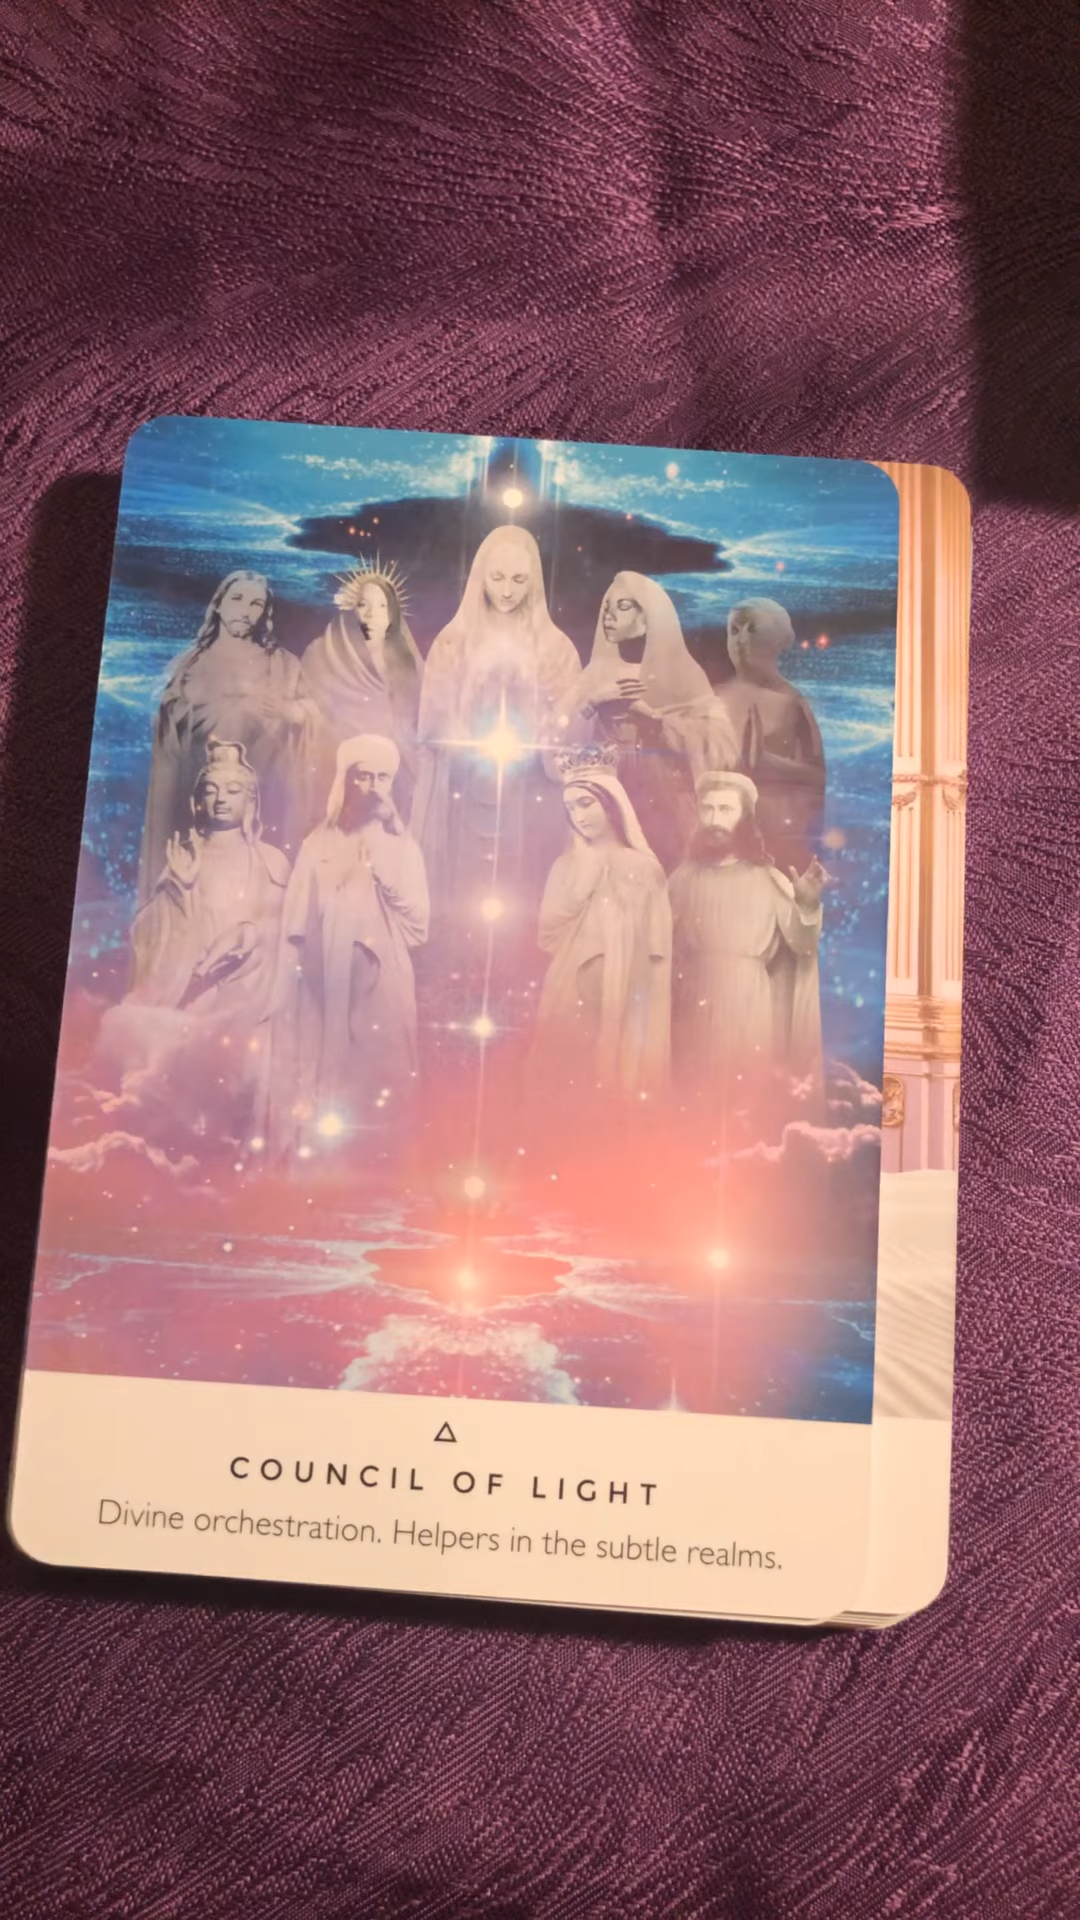 COUNCIL OF LIGHT
Divine orchestration. Helpers in the subtle realms.